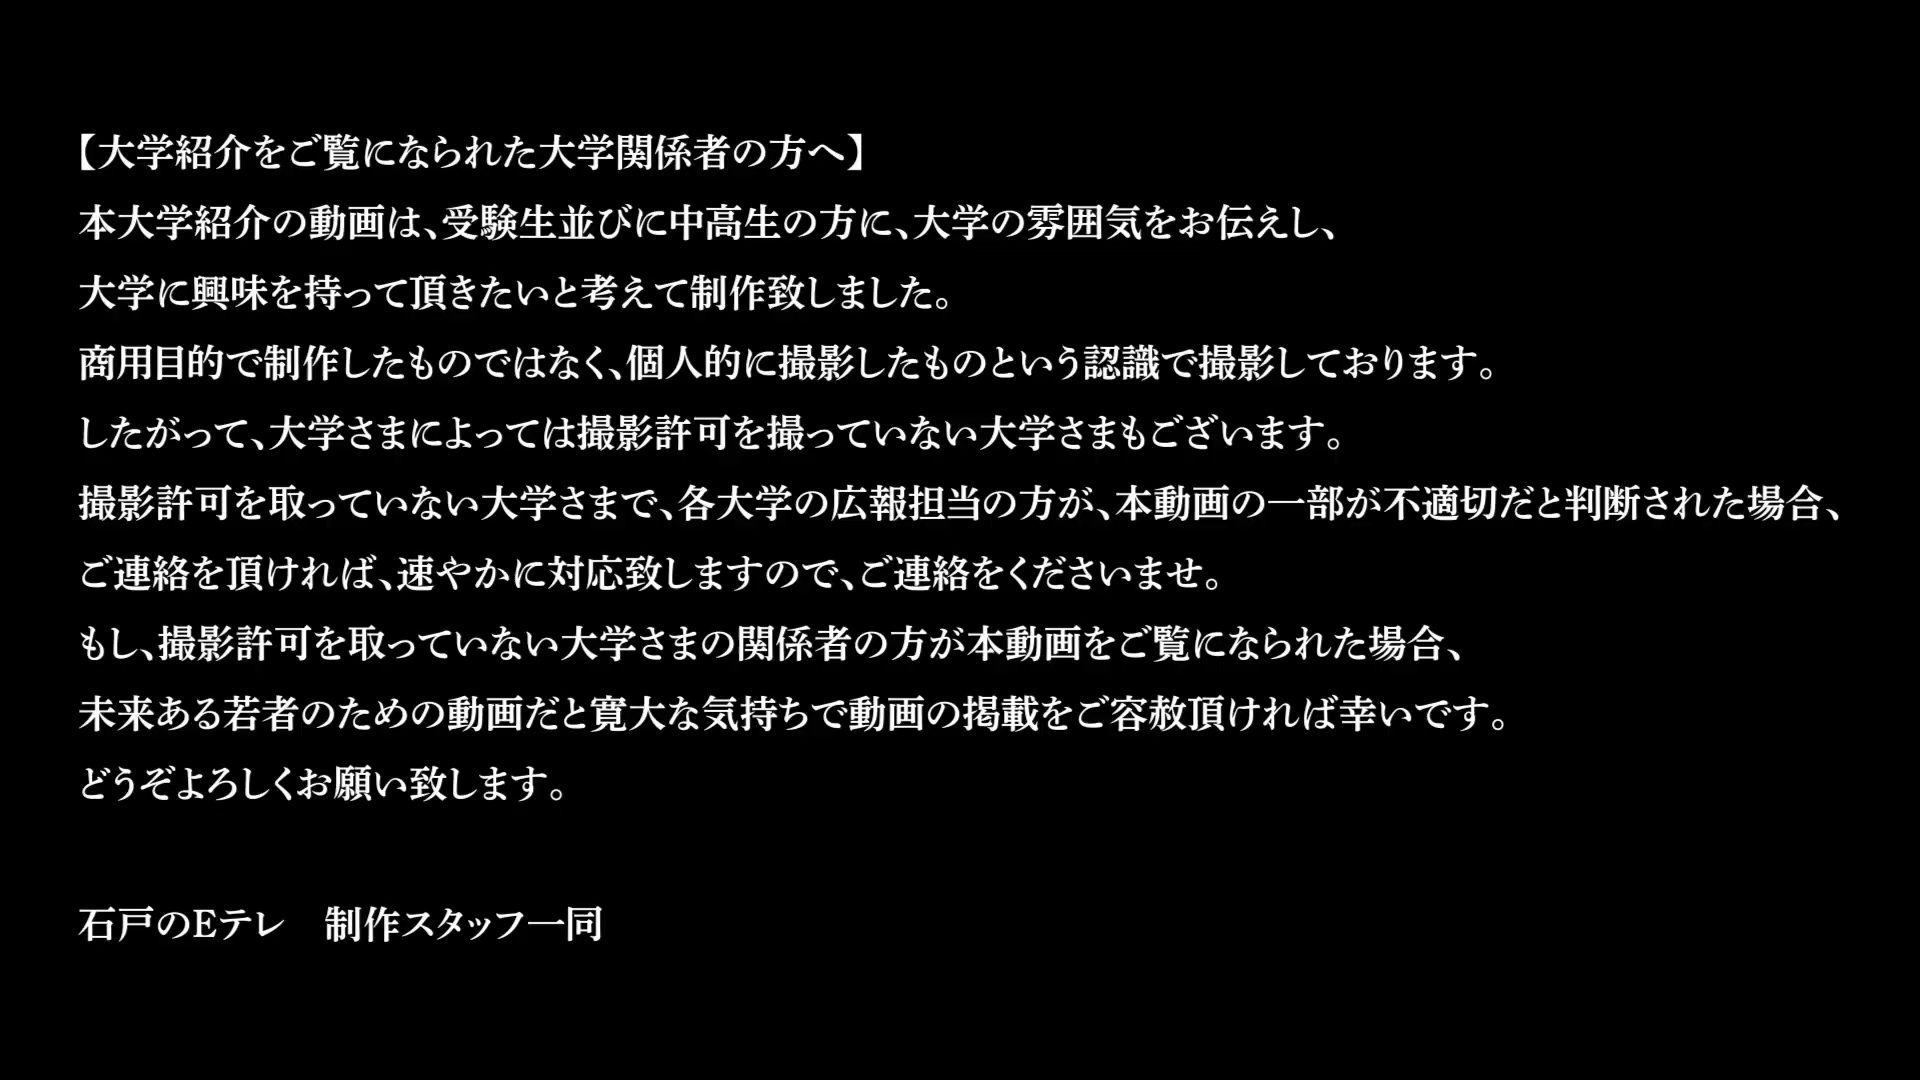 【大学紹介をご覧になられた大学関係者の方へ】
本大学紹介の動画は、受験生並びに中高生の方に、大学の雰囲気をお伝えし、
大学に興味を持って頂きたいと考えて制作致しました。
商用目的で制作したものではなく、個人的に撮影したものという認識で撮影しております。
したがって、大学さまによっては撮影許可を撮っていない大学さまもございます。
撮影許可を取っていない大学さまで、各大学の広報担当の方が、本動画の一部が不適切だと判断された場合、
ご連絡を頂ければ、速やかに対応致しますので、ご連絡をくださいませ。
もし、撮影許可を取っていない大学さまの関係者の方が本動画をご覧になられた場合、
未来ある若者のための動画だと寛大な気持ちで動画の掲載をご容赦頂ければ幸いです。
どうぞよろしくお願い致します。
石戸のEテレ　制作スタッフ一同